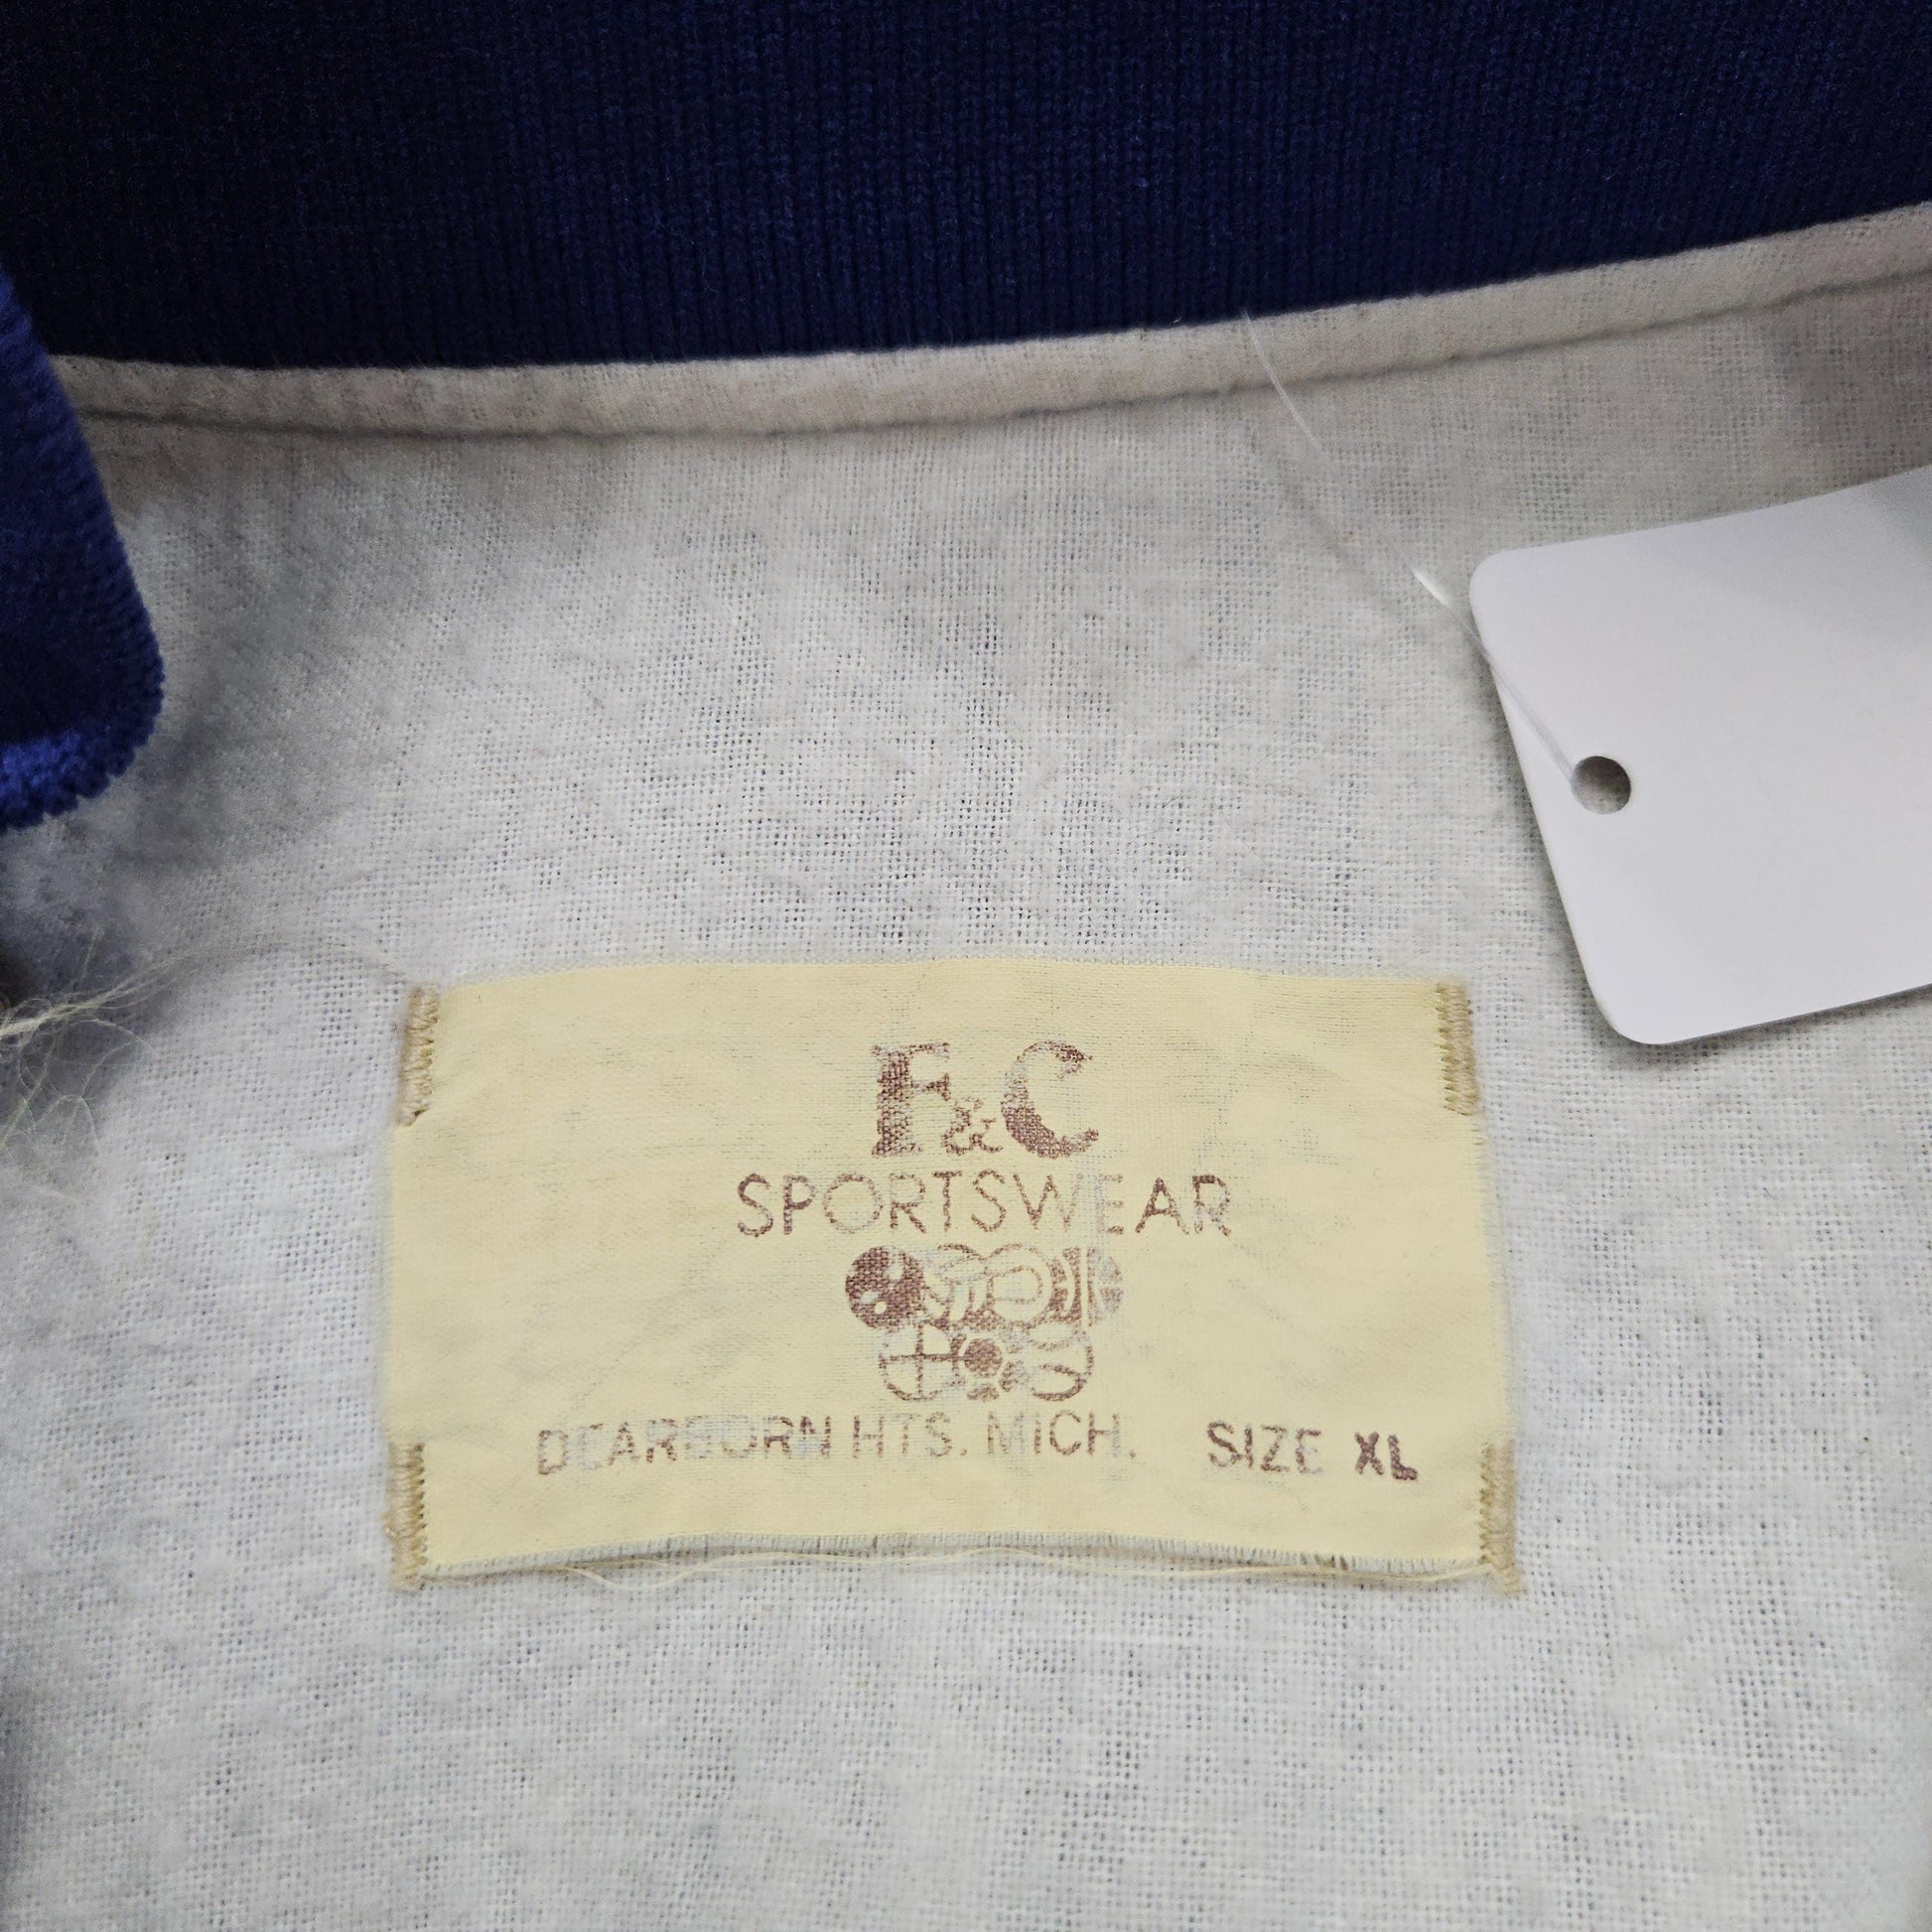 F&C
SPORTSWEAR
DEARBORN HTS. MICH. SIZE XL